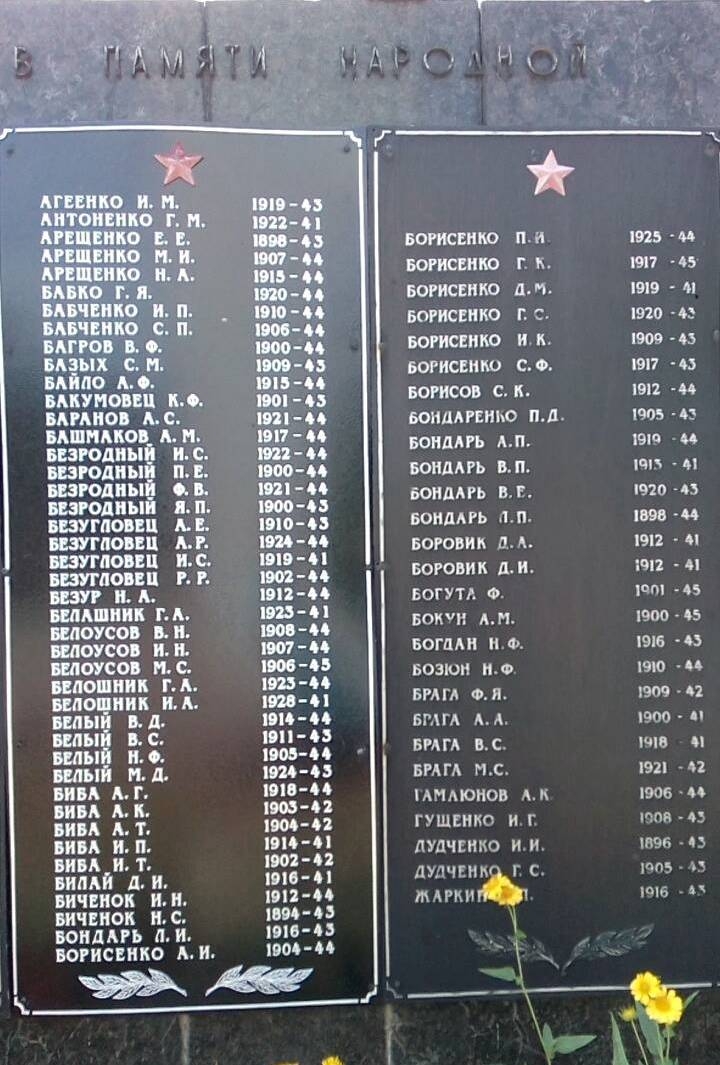 В ПАМЯТИ НАРОДНОЙ
АГЕЕНКО И. М. 1919-43
АНТОНЕНКО Г. М. 1922-41
АРЕЩЕНКО Е. Е. 1898-43
АРЕЩЕНКО М. И. 1907-44
АРЕЩЕНКО Н. А. 1915-44
БАБКО Г. Я. 1920-44
БАБЧЕНКО И. П. 1910-44
БАБЧЕНКО С. П. 1906-44
БАГРОВ В. Ф. 1900-44
БАЗЫХ С. М. 1909-43
БАЙЛО А. Ф. 1915-44
БАКУМОВЕЦ К. Ф. 1901-43
БАРАНОВ А. С. 1921-44
БАШМАКОВ А. М. 1917-44
БЕЗРОДНЫЙ И. С. 1922-44
БЕЗРОДНЫЙ П. Е. 1900-44
БЕЗРОДНЫЙ Ф. В. 1921-44
БЕЗРОДНЫЙ Я. П. 1900-43
БЕЗУГЛОВЕЦ А. Е. 1910-43
БЕЗУГЛОВЕЦ А. Р. 1924-44
БЕЗУГЛОВЕЦ И. С. 1919-41
БЕЗУГЛОВЕЦ Р. Р. 1902-44
БЕЗУР Н. А. 1912-44
БЕЛАШНИК Г. А. 1923-41
БЕЛОУСОВ В. Н. 1908-44
БЕЛОУСОВ И. Н. 1907-44
БЕЛОУСОВ М. С. 1906-45
БЕЛОШНИК Г. А. 1923-44
БЕЛОШНИК И. А. 1928-41
БЕЛЫЙ В. Д. 1914-44
БЕЛЫЙ В. С. 1911-43
БЕЛЫЙ Н. Ф. 1905-44
БЕЛЫЙ М. Д. 1924-43
БИБА А. Г. 1918-44
БИБА А. К. 1903-42
БИБА А. Т. 1904-42
БИБА И. П. 1914-41
БИБА И. Т. 1902-42
БИЛАЙ Д. И. 1916-41
БИЧЕНОК И. Н. 1912-44
БИЧЕНОК Н. С. 1894-43
БОНДАРЬ Л. И. 1916-43
БОРИСЕНКО А. И. 1904-44
БОРИСЕНКО П. И. 1925-44
БОРИСЕНКО Г. К. 1917-45
БОРИСЕНКО Д. М. 1919-41
БОРИСЕНКО Г. С. 1920-43
БОРИСЕНКО И. К. 1909-43
БОРИСЕНКО С. Ф. 1917-43
БОРИСОВ С. К. 1912-44
БОНДАРЕНКО П. Д. 1905-43
БОНДАРЬ А. П. 1919-44
БОНДАРЬ В. П. 1913-41
БОНДАРЬ В. Е. 1920-43
БОНДАРЬ Л. П. 1898-44
БОРОВИК Д. А. 1912-41
БОРОВИК Д. И. 1912-41
БОГУТА Ф. 1901-45
БОКУН А. М. 1900-45
БОГДАН Н. Ф. 1916-43
БОЗЮН Н. Ф. 1910-44
БРАГА Ф. Я. 1909-42
БРАГА А. А. 1900-41
БРАГА В. С. 1918 41
БРАГА М. С. 1921-42
ГАМАЮНОВ А. К. 1906-44
ГУЩЕНКО И. Г. 1908-43
ДУДЧЕНКО И. И. 1896-43
ДУДЧЕНКО Г. С. 1905-43
1916-43